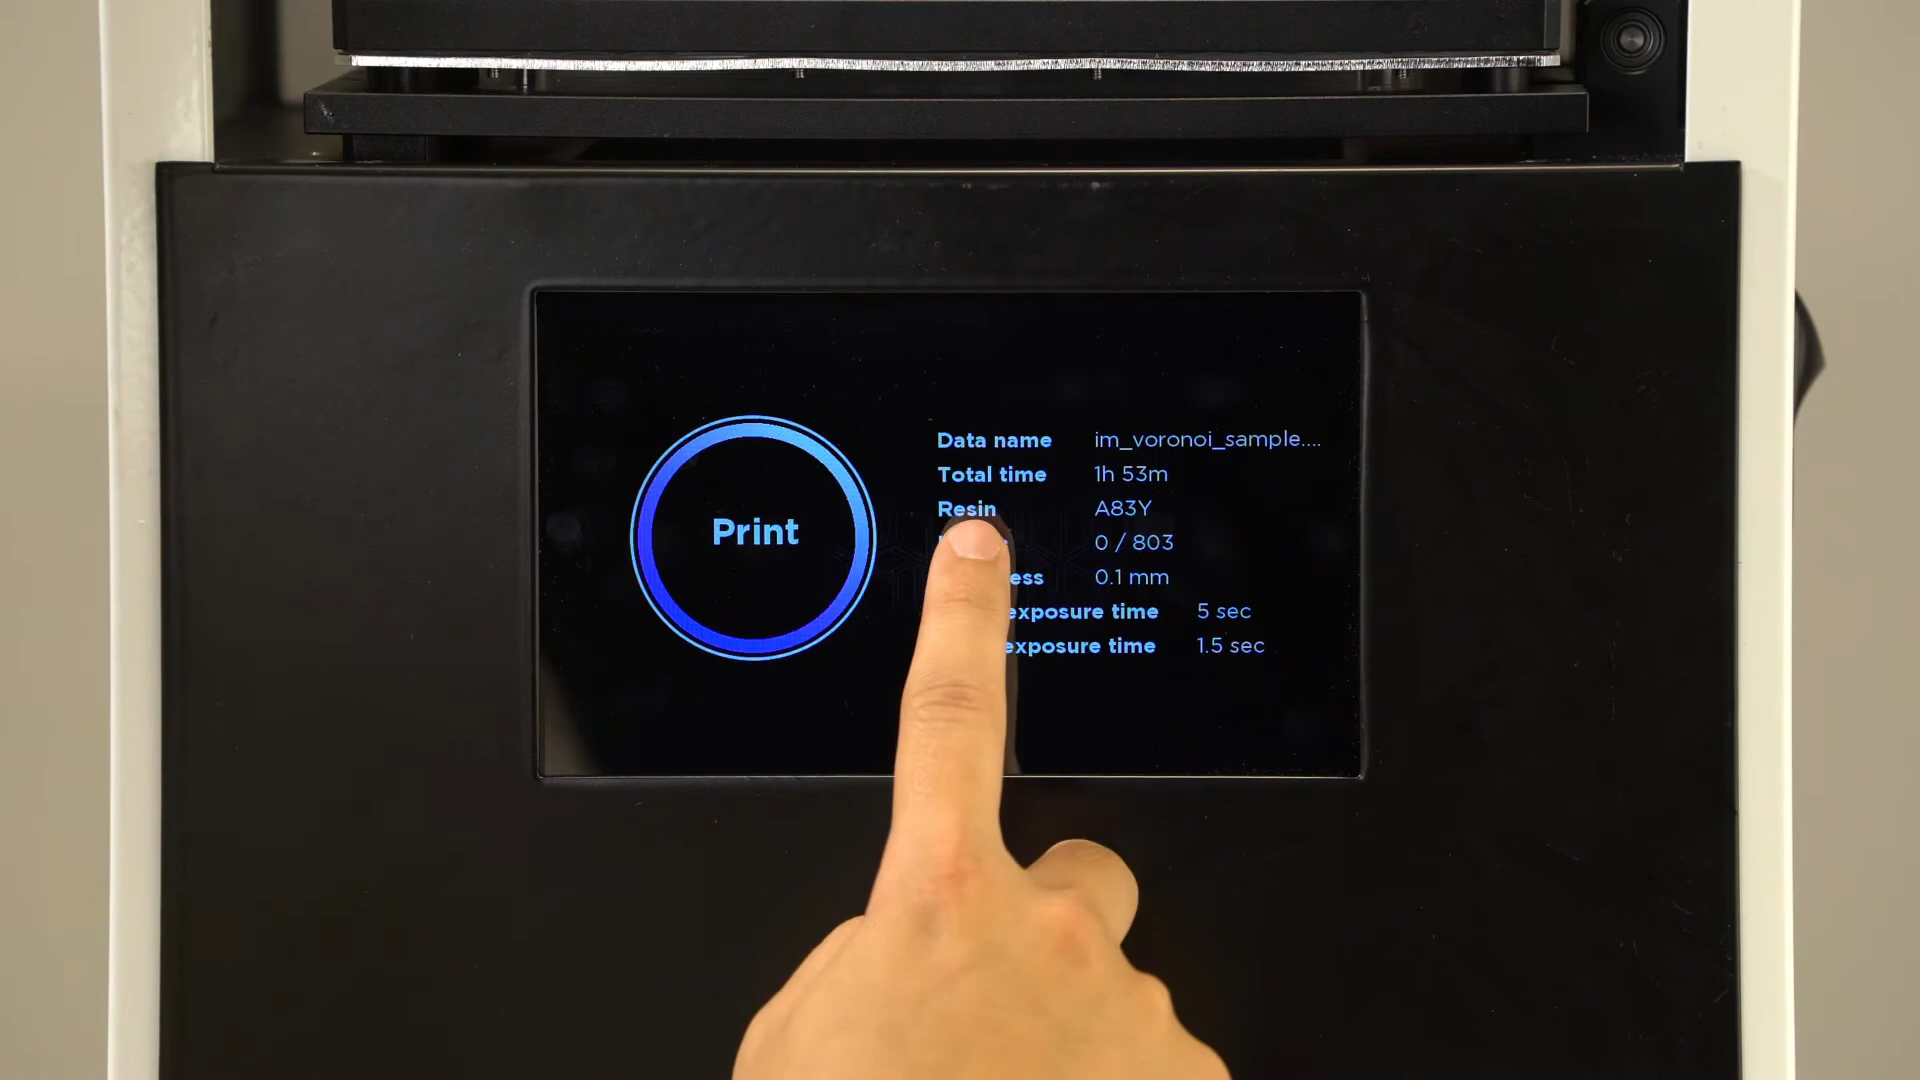 Print
Data name im_voronoi_sample....
Total time 1h 53m
Resin A83Y
0 / 803
0.1 mm
exposure time 5 sec
exposure time 1.5 sec